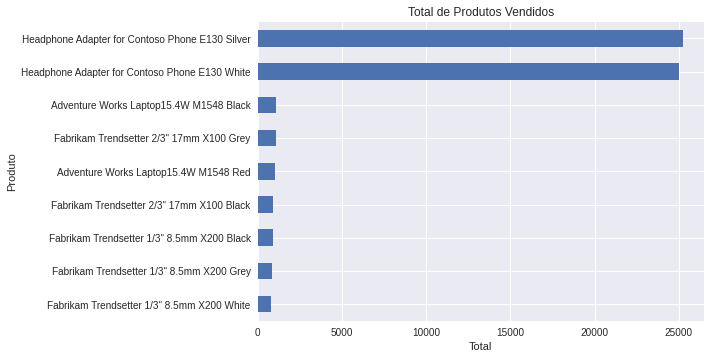 Total de Produtos Vendidos
Headphone Adapter for Contoso Phone E130 Silver
Headphone Adapter for Contoso Phone E130 White
Adventure Works Laptop15.4W M1548 Black
Fabrikam Trendsetter 2/3" 17mm X100 Grey
Adventure Works Laptop15.4W M1548 Red
Fabrikam Trendsetter 2/3" 17mm X100 Black
Fabrikam Trendsetter 1/3" 8.5mm X200 Black
Fabrikam Trendsetter 1/3" 8.5mm X200 Grey
Fabrikam Trendsetter 1/3" 8.5mm X200 White
Produto
0 5000 10000 15000 20000 25000
Total